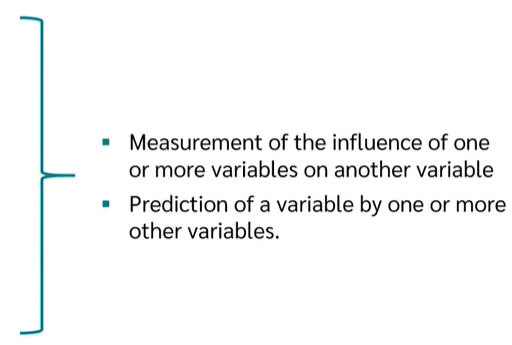 ▪ Measurement of the influence of one
or more variables on another variable
▪ Prediction of a variable by one or more
other variables.